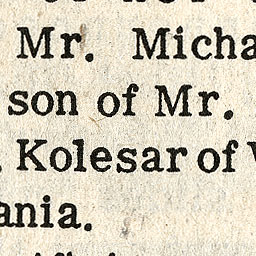 Mr. Micha
son of Mr.
Kolesar of
ania.